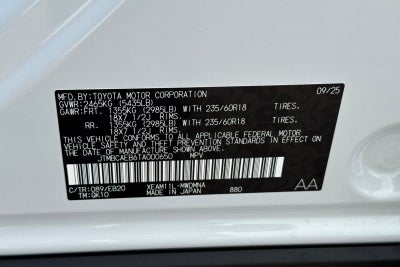 MFD.BY:TOYOTA MOTOR CORPORATION 09/25
GVWR:2465KG (5435LB)
GAWR:FRT. 1355KG (2985LB) WITH 235/60R18 TIRES.
18X7 1/2J RIMS.
RR. 1355KG (2985LB) WITH 235/60R18 TIRES.
18X7 1/2J RIMS.
THIS VEHICLE CONFORMS TO ALL APPLICABLE FEDERAL MOTOR
VEHICLE SAFETY AND THEFT PREVENTION STANDARDS IN EFFECT
ON THE DATE OF MANUFACTURE SHOWN ABOVE.
JTMBCAEB6TA000650 MPV
C/TR:089/EB20 XEAM11L-MWDMNA AA
TM:QK10 MADE IN JAPAN 880